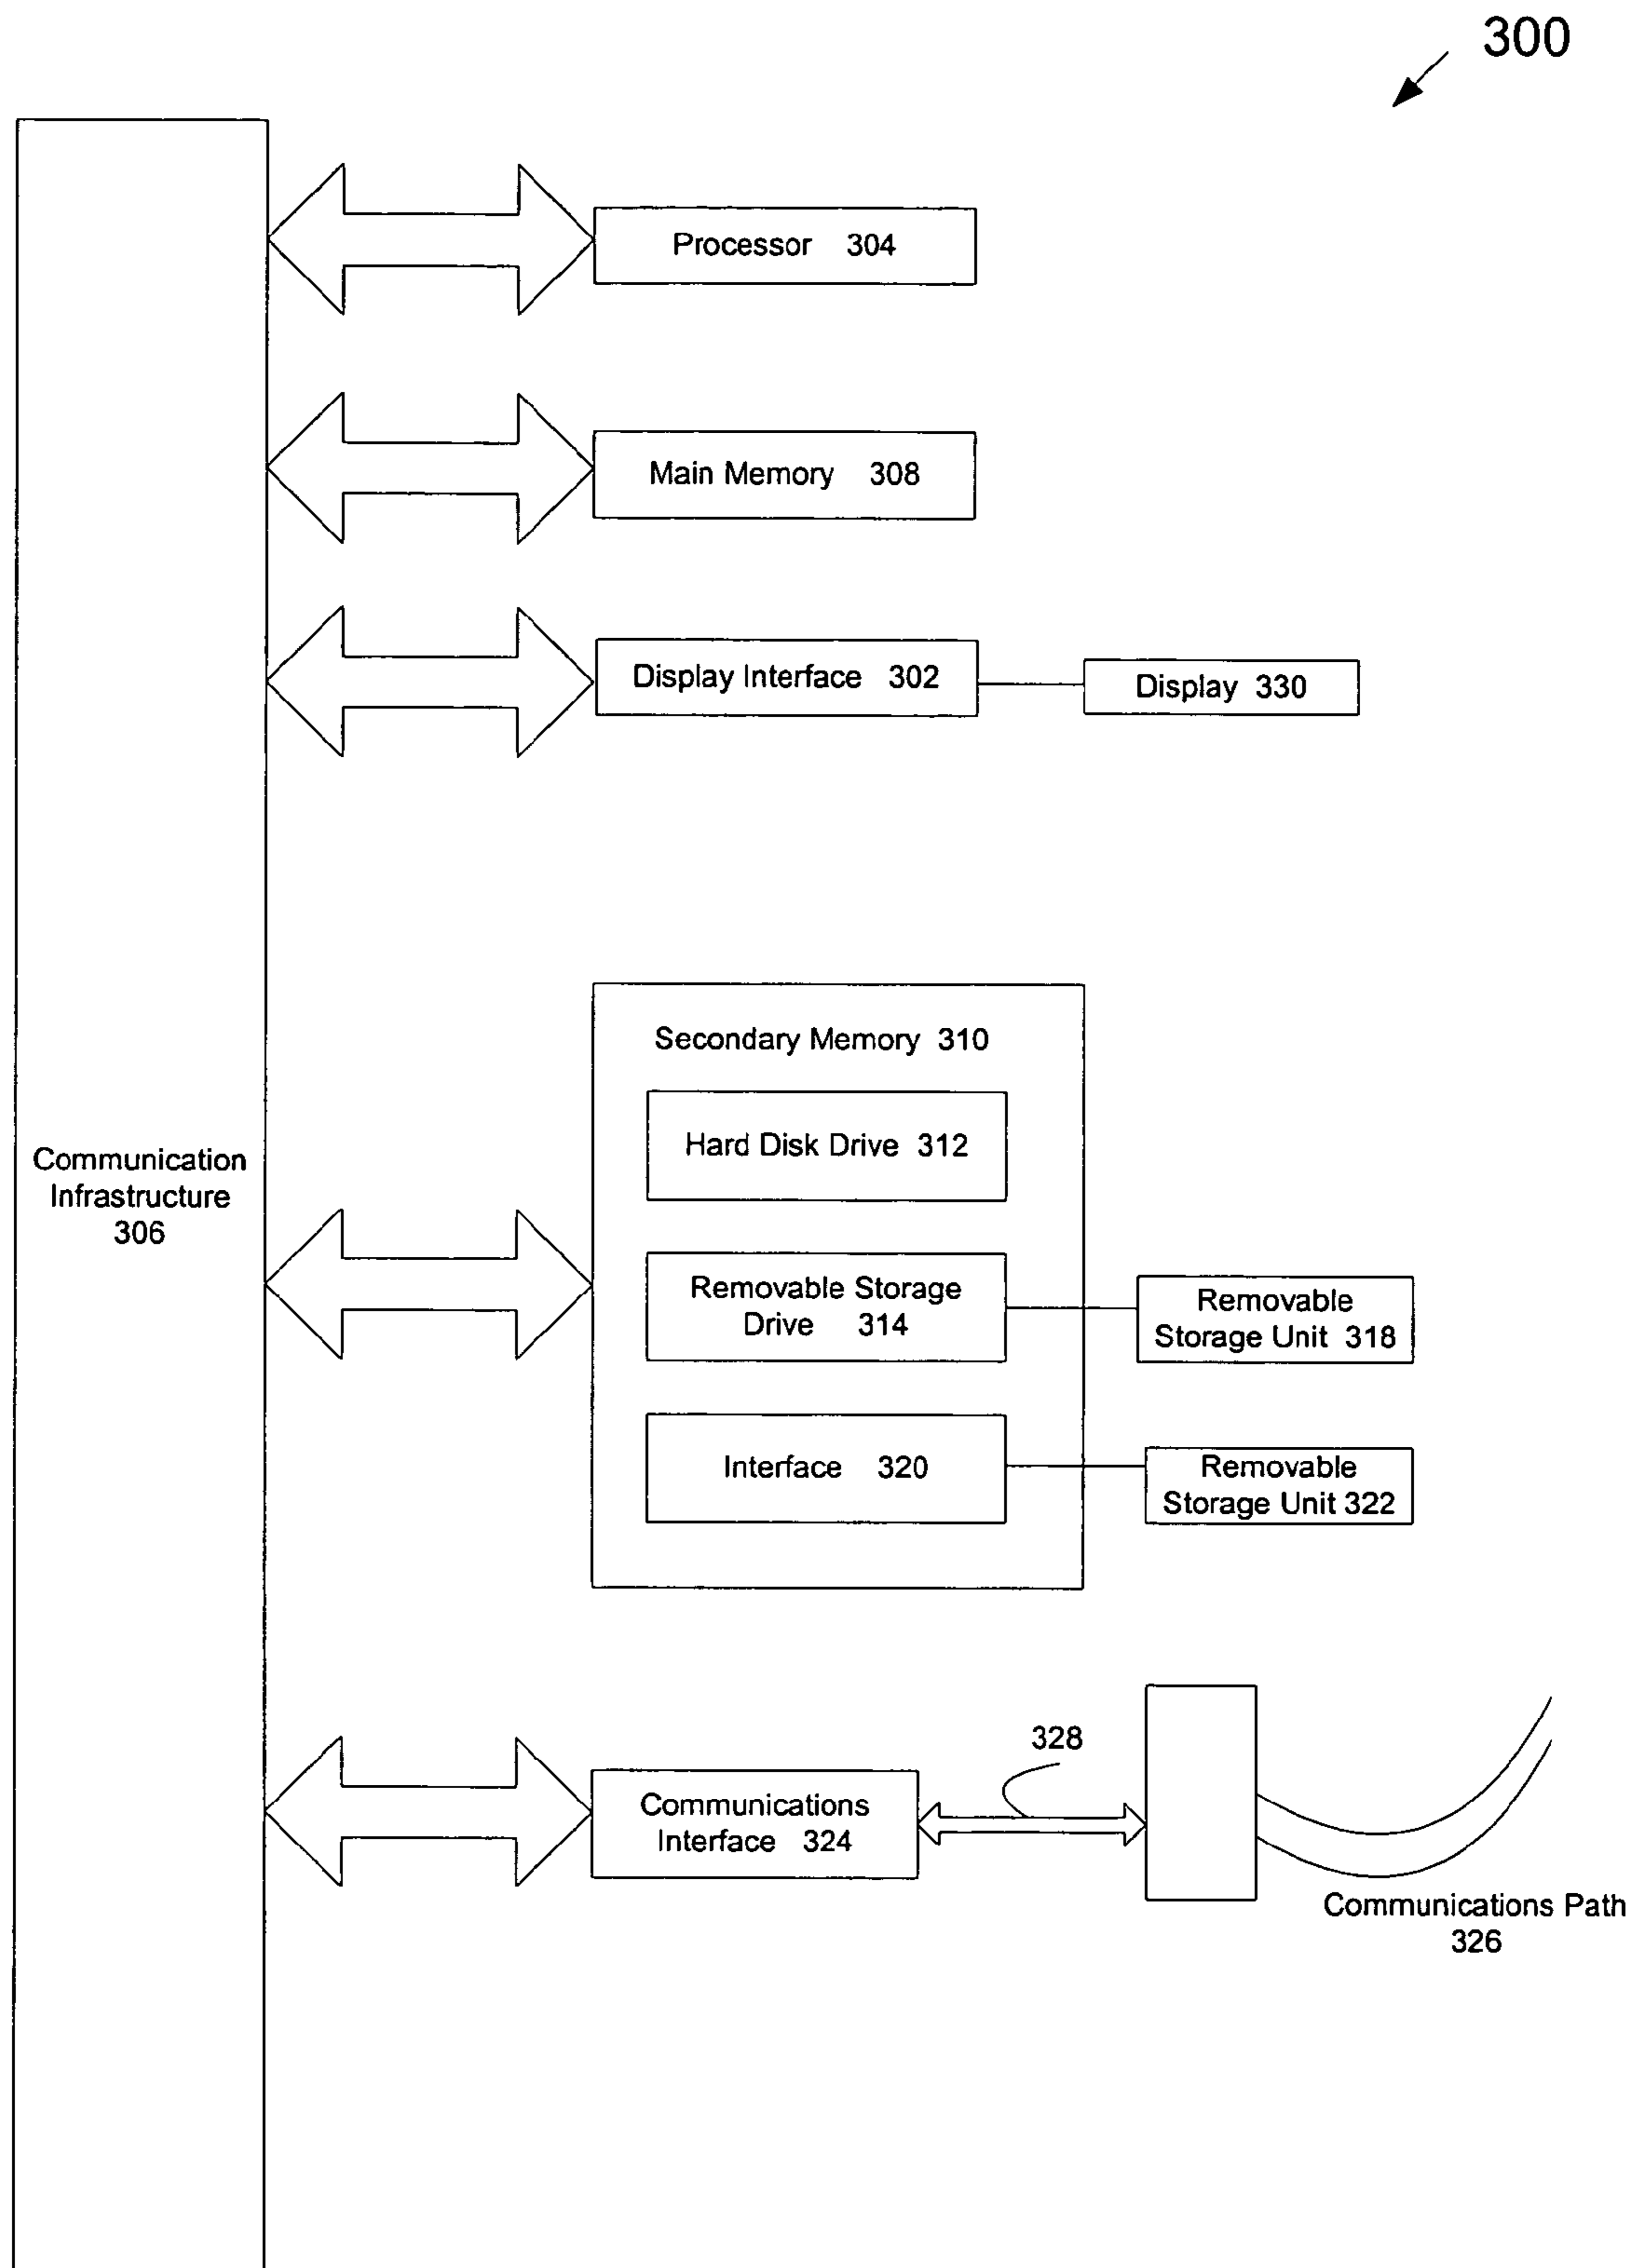 300
Processor 304
Main Memory 308
Display Interface 302
Display 330
Secondary Memory 310
Hard Disk Drive 312
Communication
Infrastructure
306
Removable Storage
Drive 314
Removable
Storage Unit 318
Interface 320
Removable
Storage Unit 322
328
Communications
Interface 324
Communications Path
326